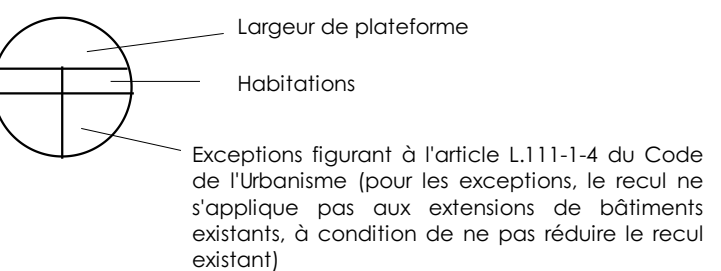 Largeur de plateforme
Habitations
Exceptions figurant à l'article L.111-1-4 du Code
de l'Urbanisme (pour les exceptions, le recul ne
s'applique pas aux extensions de bâtiments
existants, à condition de ne pas réduire le recul
existant)